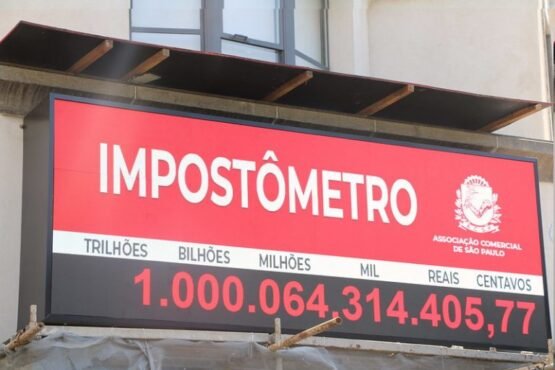 IMPOSTÔMETRO
ASSOCIAÇÃO COMERCIAL
DE SÃO PAULO
TRILHÕES BILHÕES MILHÕES MIL REAIS CENTAVOS
1.000.064.314.405,77